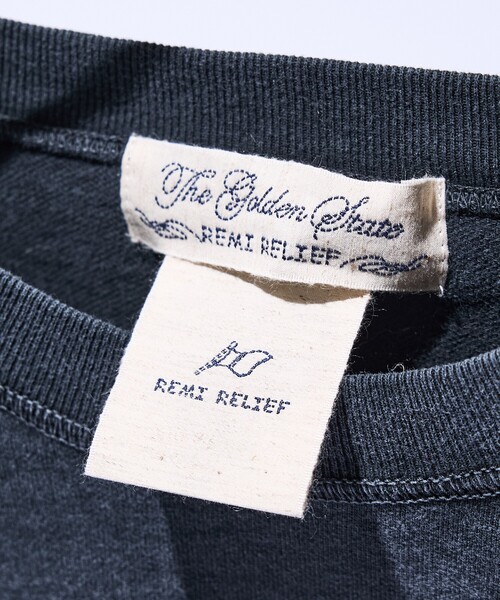 The Golden State
REMI RELIEF
REMI RELIEF